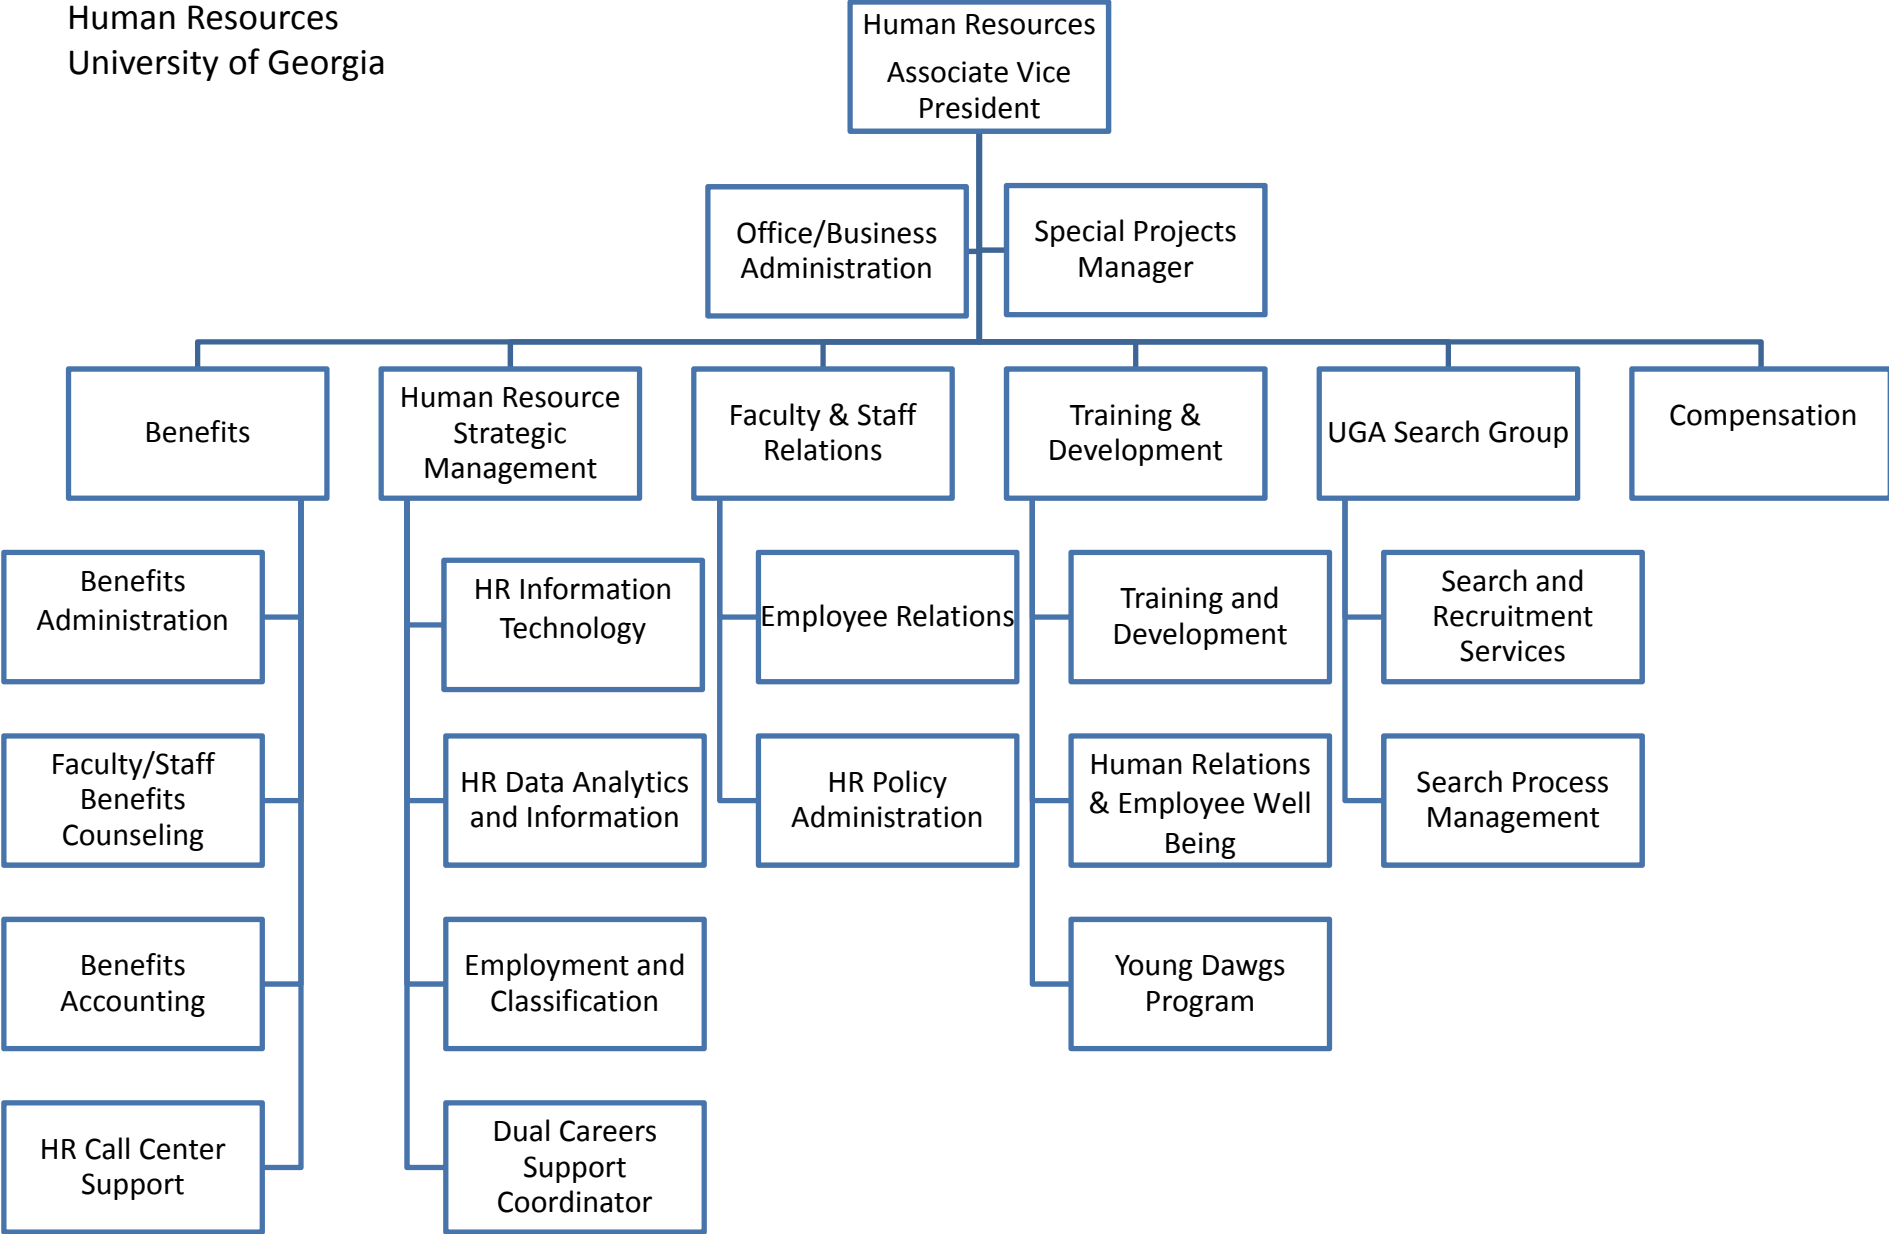 Human Resources
University of Georgia
Human Resources
Associate Vice
President
Office/Business
Administration
Special Projects
Manager
Benefits
Human Resource
Strategic
Management
Faculty & Staff
Relations
Training &
Development
UGA Search Group
Compensation
Benefits
Administration
HR Information
Technology
Employee Relations
Training and
Development
Search and
Recruitment
Services
Faculty/Staff
Benefits
Counseling
HR Data Analytics
and Information
HR Policy
Administration
Human Relations
& Employee Well
Being
Search Process
Management
Benefits
Accounting
Employment and
Classification
Young Dawgs
Program
HR Call Center
Support
Dual Careers
Support
Coordinator